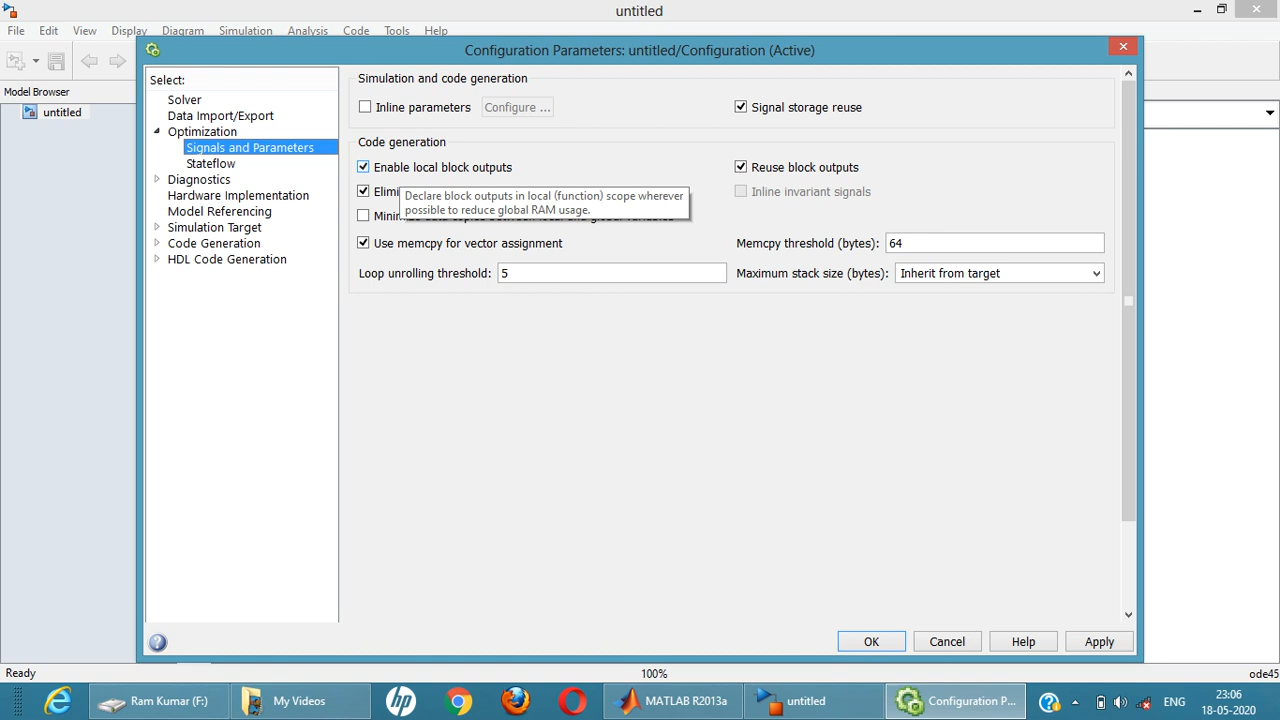 untitled
File Edit View Display Diagram Simulation Analysis Code Tools Help
Configuration Parameters: untitled/Configuration (Active)
Model Browser
untitled
Select:
Solver
Data Import/Export
Optimization
Signals and Parameters
Stateflow
Diagnostics
Hardware Implementation
Model Referencing
Simulation Target
Code Generation
HDL Code Generation
Simulation and code generation
Inline parameters Configure ... Signal storage reuse
Code generation
Enable local block outputs Reuse block outputs
Inline invariant signals
Declare block outputs in local (function) scope wherever
possible to reduce global RAM usage.
Use memcpy for vector assignment Memcpy threshold (bytes): 64
Loop unrolling threshold: 5 Maximum stack size (bytes): Inherit from target
OK Cancel Help Apply
Ready 100% ode45
Ram Kumar (F:) My Videos hp MATLAB R2013a untitled Configuration P... ENG 23:06
18-05-2020